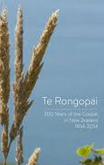 Te Rongopai
200 Years of the Gospel
in New Zealand
1814-2014